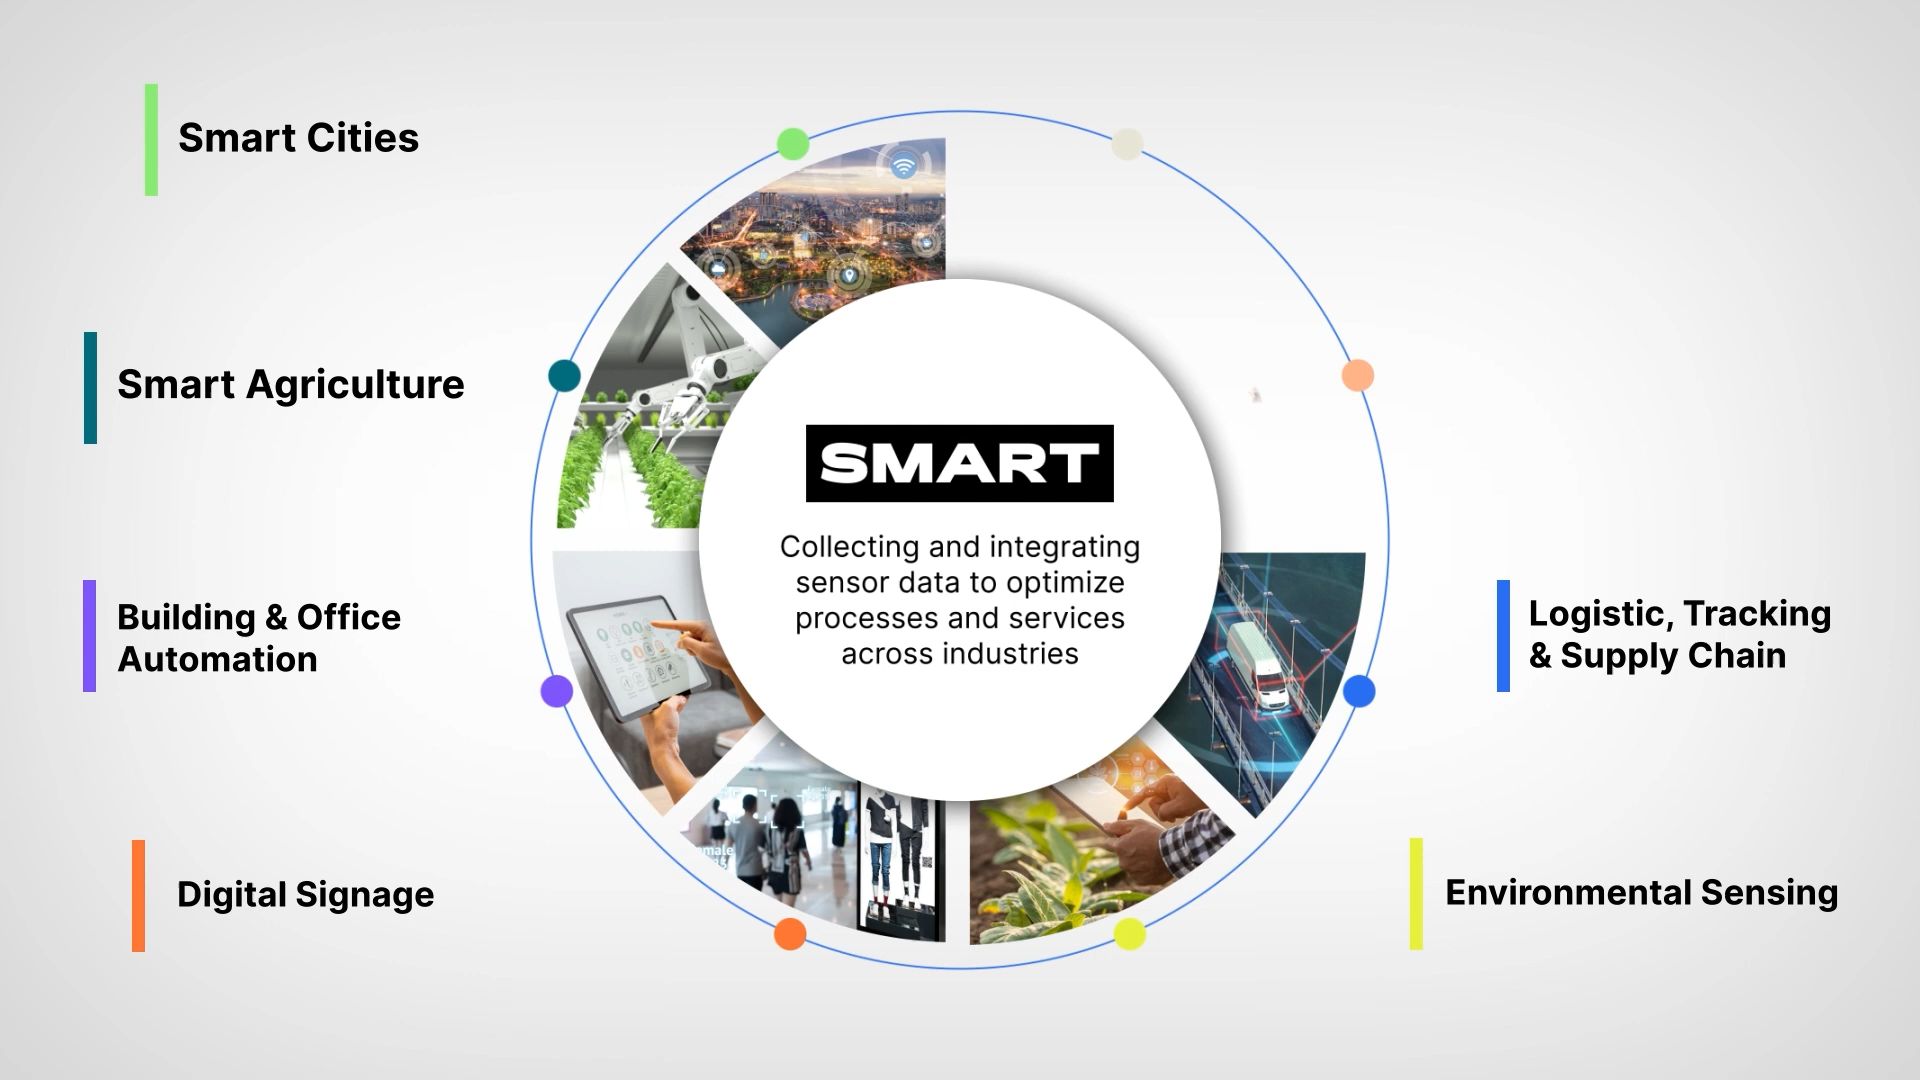 Smart Cities
Smart Agriculture
Building & Office
Automation
Digital Signage
SMART
Collecting and integrating
sensor data to optimize
processes and services
across industries
Logistic, Tracking
& Supply Chain
Environmental Sensing